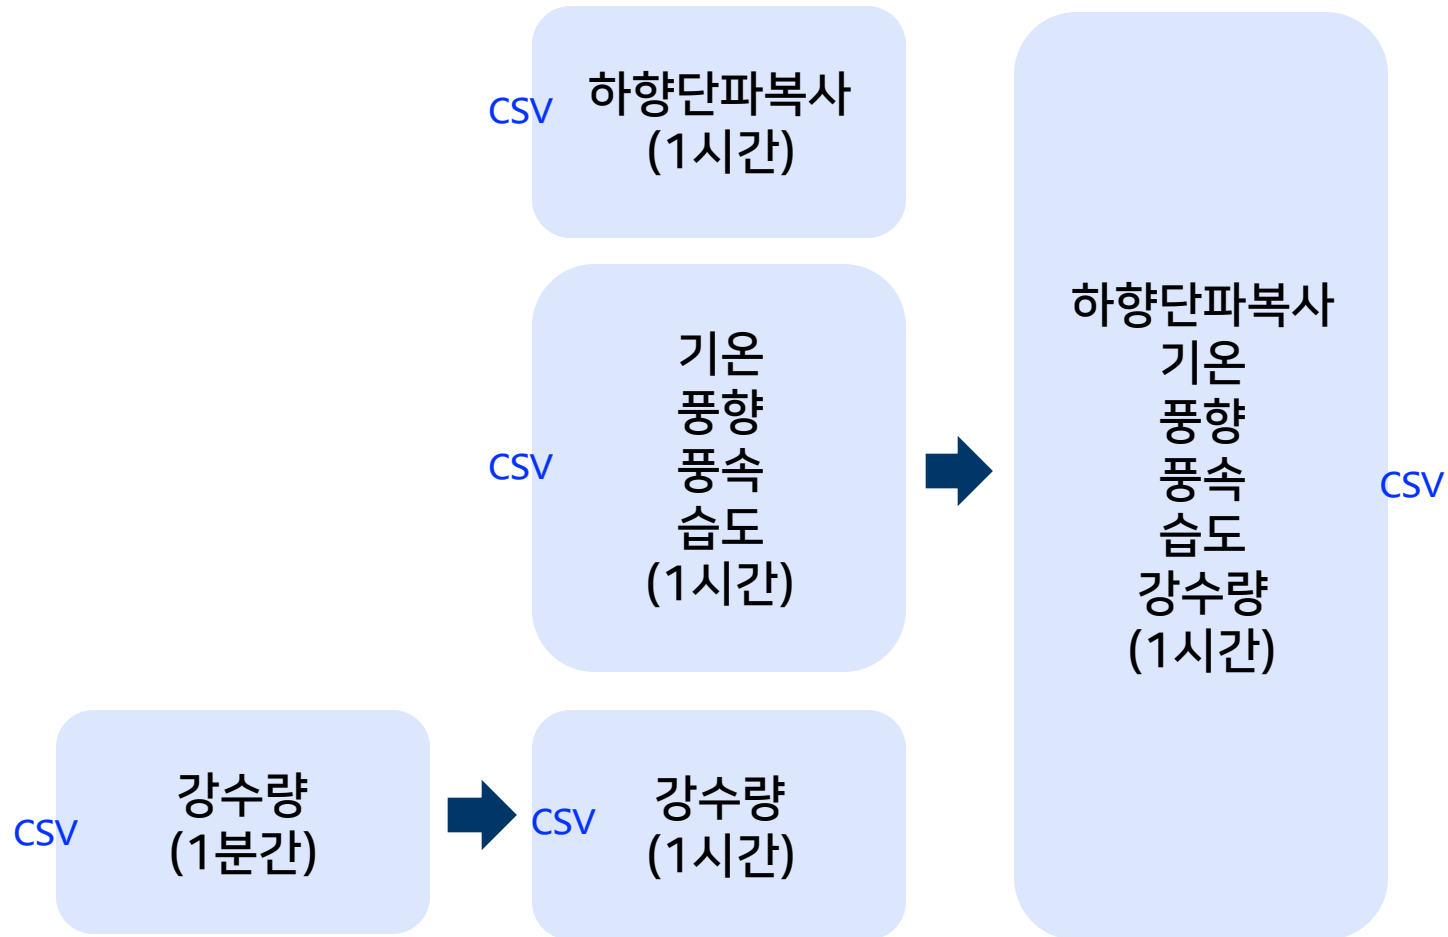 CSV
하향단파복사
(1시간)
CSV
기온
풍향
풍속
습도
(1시간)
CSV
강수량
(1분간)
CSV
강수량
(1시간)
하향단파복사
기온
풍향
풍속
습도
강수량
(1시간)
CSV